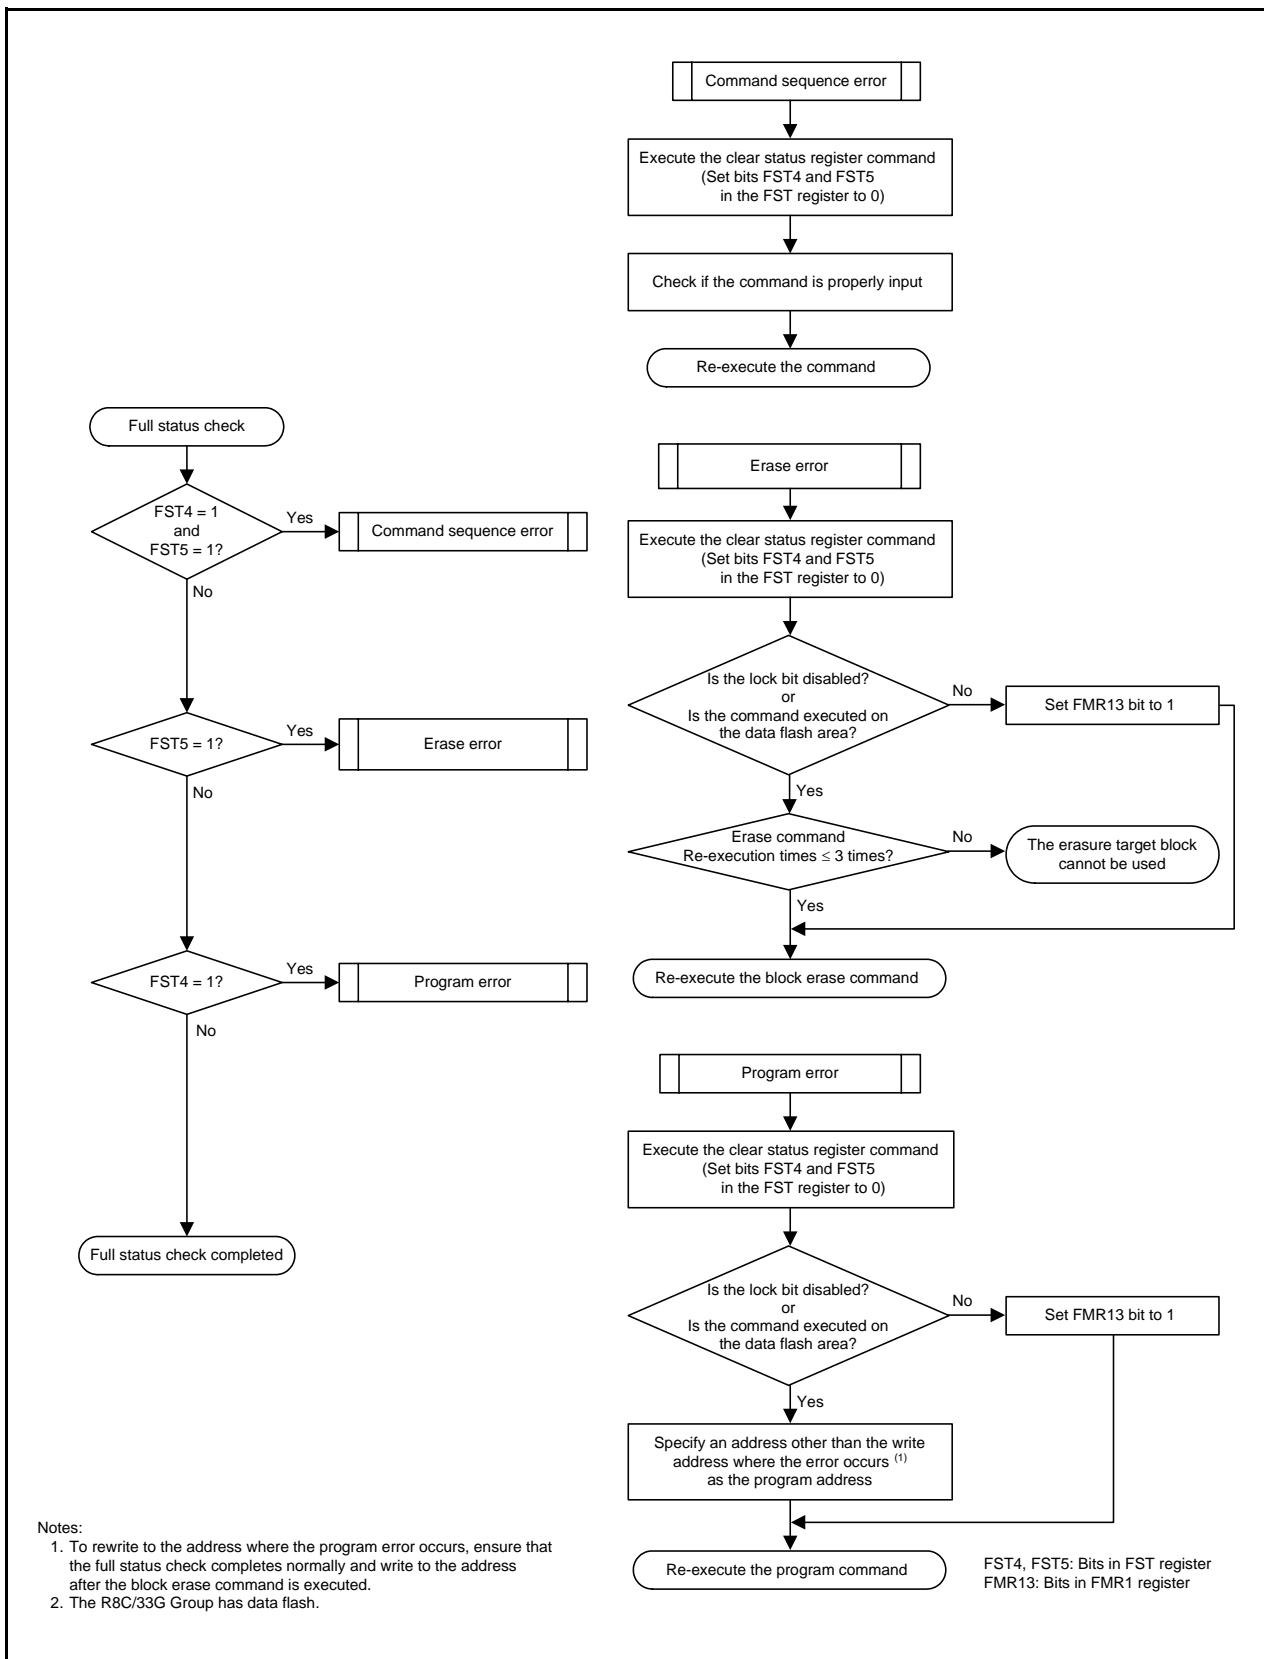 Full status check
FST4 = 1
and
FST5 = 1?
Yes
Command sequence error
No
FST5 = 1?
Yes
Erase error
No
FST4 = 1?
Yes
Program error
No
Full status check completed
Command sequence error
Execute the clear status register command
(Set bits FST4 and FST5
in the FST register to 0)
Check if the command is properly input
Re-execute the command
Erase error
Execute the clear status register command
(Set bits FST4 and FST5
in the FST register to 0)
Is the lock bit disabled?
or
Is the command executed on
the data flash area?
No
Set FMR13 bit to 1
Yes
Erase command
Re-execution times ≤ 3 times?
No
The erasure target block
cannot be used
Yes
Re-execute the block erase command
Program error
Execute the clear status register command
(Set bits FST4 and FST5
in the FST register to 0)
Is the lock bit disabled?
or
Is the command executed on
the data flash area?
No
Set FMR13 bit to 1
Yes
Specify an address other than the write
address where the error occurs (1)
as the program address
Re-execute the program command
Notes:
1. To rewrite to the address where the program error occurs, ensure that
the full status check completes normally and write to the address
after the block erase command is executed.
2. The R8C/33G Group has data flash.
FST4, FST5: Bits in FST register
FMR13: Bits in FMR1 register